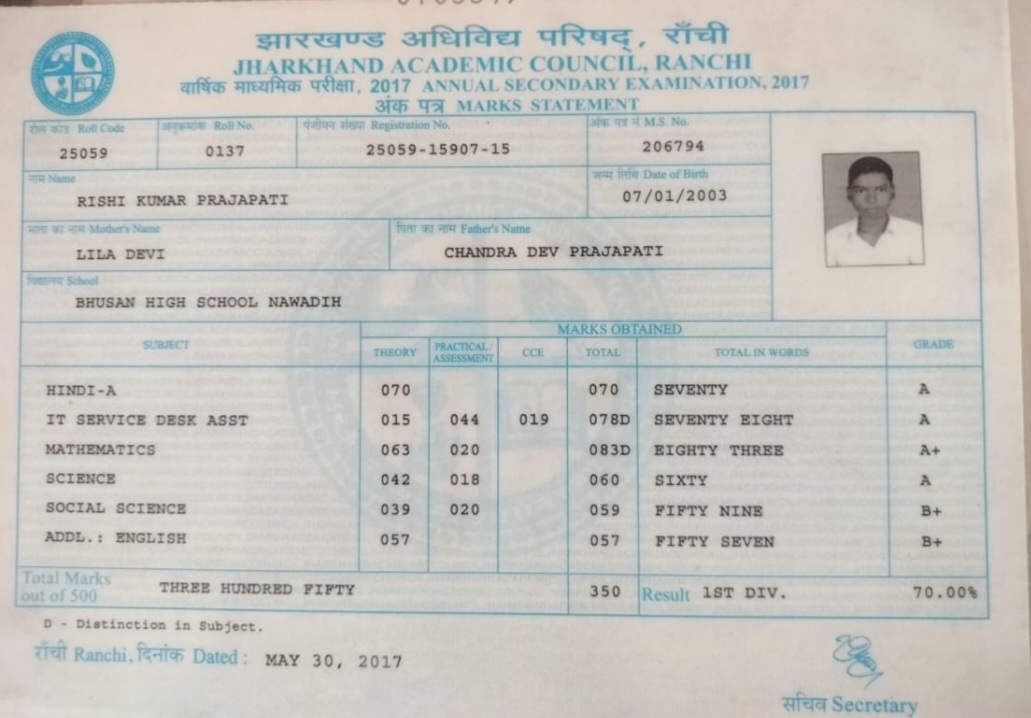 झारखण्ड अधिविद्य परिषद्, राँची
JHARKHAND ACADEMIC COUNCIL, RANCHI
वार्षिक माध्यमिक परीक्षा, 2017 ANNUAL SECONDARY EXAMINATION, 2017
अंक पत्र MARKS STATEMENT
रोल कोड Roll Code अनुक्रमांक Roll No. पंजीयन संख्या Registration No. अंक पत्र नं M.S. No.
25059 0137 25059-15907-15 206794
नाम Name जन्म तिथि Date of Birth
RISHI KUMAR PRAJAPATI 07/01/2003
माता का नाम Mother's Name पिता का नाम Father's Name
LILA DEVI CHANDRA DEV PRAJAPATI
विद्यालय School
BHUSAN HIGH SCHOOL NAWADIH
MARKS OBTAINED
SUBJECT THEORY PRACTICAL/ ASSESSMENT CCE TOTAL TOTAL IN WORDS GRADE
HINDI-A 070 070 SEVENTY A
IT SERVICE DESK ASST 015 044 019 078D SEVENTY EIGHT A
MATHEMATICS 063 020 083D EIGHTY THREE A+
SCIENCE 042 018 060 SIXTY A
SOCIAL SCIENCE 039 020 059 FIFTY NINE B+
ADDL.: ENGLISH 057 057 FIFTY SEVEN B+
Total Marks out of 500 THREE HUNDRED FIFTY 350 Result 1ST DIV. 70.00%
D - Distinction in Subject.
राँची Ranchi, दिनांक Dated : MAY 30, 2017
सचिव Secretary